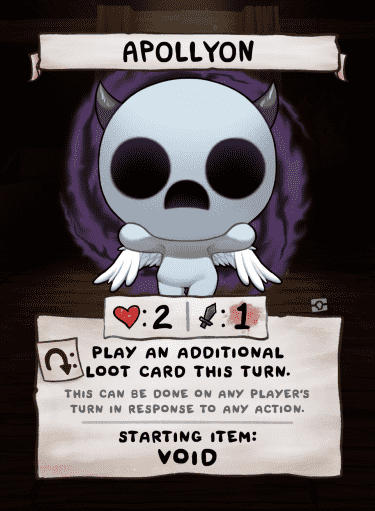 APOLLYON
:2 :1
PLAY AN ADDITIONAL
LOOT CARD THIS TURN.
THIS CAN BE DONE ON ANY PLAYER'S
TURN IN RESPONSE TO ANY ACTION.
STARTING ITEM:
VOID